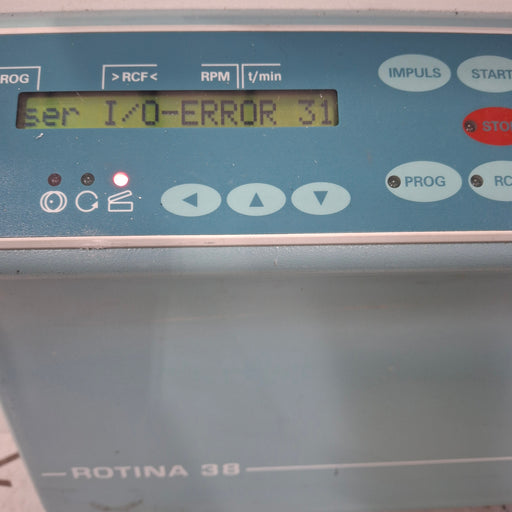 ROG >RCF< RPM t/min
IMPULS START
ser I/O-ERROR 31
STO
PROG RC
ROTINA 38